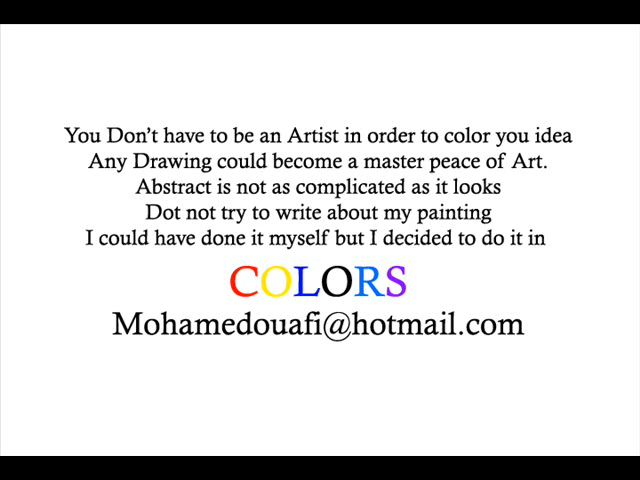 You Don't have to be an Artist in order to color you idea
Any Drawing could become a master peace of Art.
Abstract is not as complicated as it looks
Dot not try to write about my painting
I could have done it myself but I decided to do it in
COLORS
Mohamedouafi@hotmail.com